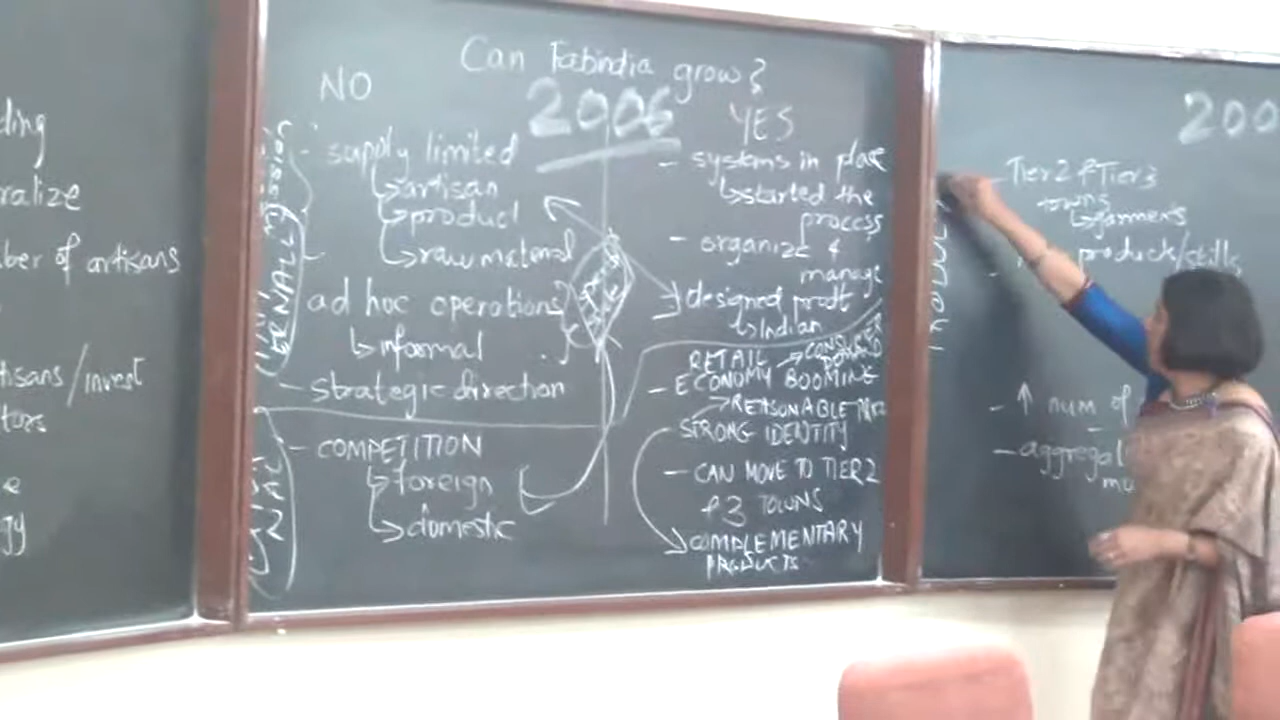 ding
ralize
ber of artisans
tisans/invest
tors
e
gy
Can Fabindia grow?
2006
NO
- supply limited
↳artisan
↳product
↳raw material
ad hoc operations
↳informal
- strategic direction
- COMPETITION
↳foreign
↳domestic
YES
- systems in place
↳started the
process
- organize &
manage
designed prodt
↳Indian
RETAIL → CONSUMER
- ECONOMY BOOMING
→REASONABLE
STRONG IDENTITY
- CAN MOVE TO TIER 2
& 3 TOWNS
COMPLEMENTARY
PRODUCTS
200
- Tier 2 & Tier 3
towns
↳garments
products/skills
- ↑ num of
- aggregat
mo